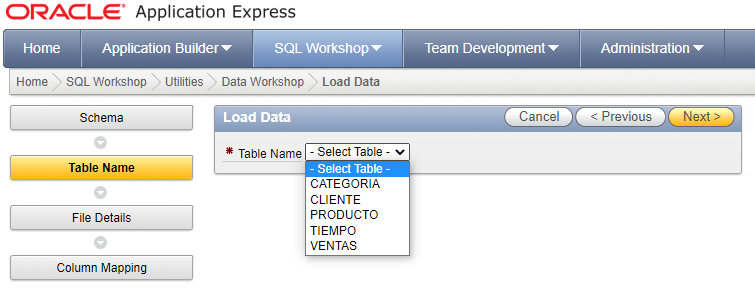 ORACLE® Application Express
Home Application Builder SQL Workshop Team Development Administration
Home SQL Workshop Utilities Data Workshop Load Data
Schema
Table Name
File Details
Column Mapping
Load Data Cancel < Previous Next >
* Table Name - Select Table -
- Select Table -
CATEGORIA
CLIENTE
PRODUCTO
TIEMPO
VENTAS